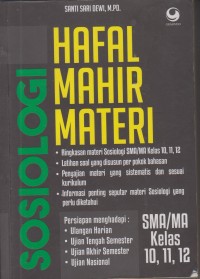 SANTI SARI DEWI, M.PD.
SOSIOLOGI
HAFAL
MAHIR
MATERI
• Ringkasan materi Sosiologi SMA/MA Kelas 10, 11, 12
• Latihan soal yang disusun per pokok bahasan
• Penyajian materi yang sistematis dan sesuai
kurikulum
• Informasi penting seputar materi Sosiologi yang
perlu diketahui
Persiapan menghadapi :
• Ulangan Harian
• Ujian Tengah Semester
• Ujian Akhir Semester
• Ujian Nasional
SMA/MA
Kelas
10, 11, 12